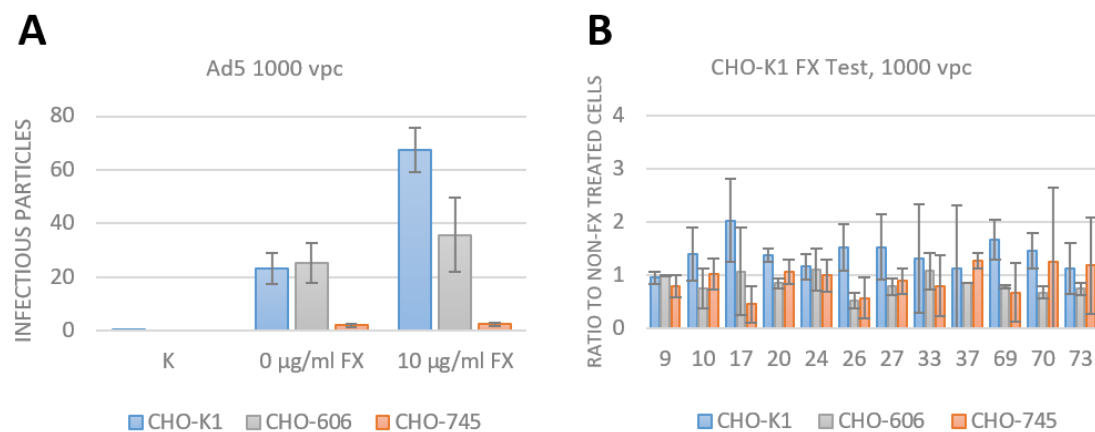 A
Ad5 1000 vpc
INFECTIOUS PARTICLES
80
60
40
20
0
K
0 µg/ml FX
10 µg/ml FX
CHO-K1 CHO-606 CHO-745
B
CHO-K1 FX Test, 1000 vpc
RATIO TO NON-FX TREATED CELLS
4
3
2
1
0
9 10 17 20 24 26 27 33 37 69 70 73
CHO-K1 CHO-606 CHO-745